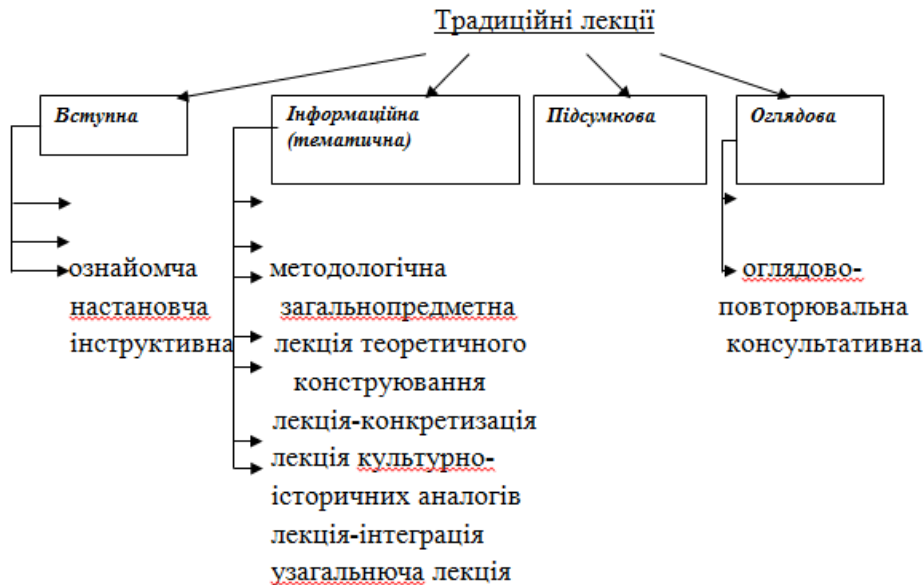 Традиційні лекції
Вступна
Інформаційна
(тематична)
Підсумкова
Оглядова
ознайомча
настановча
інструктивна
методологічна
загальнопредметна
лекція теоретичного
конструювання
лекція-конкретизація
лекція культурно-
історичних аналогів
лекція-інтеграція
узагальнююча лекція
оглядово-
повторювальна
консультативна